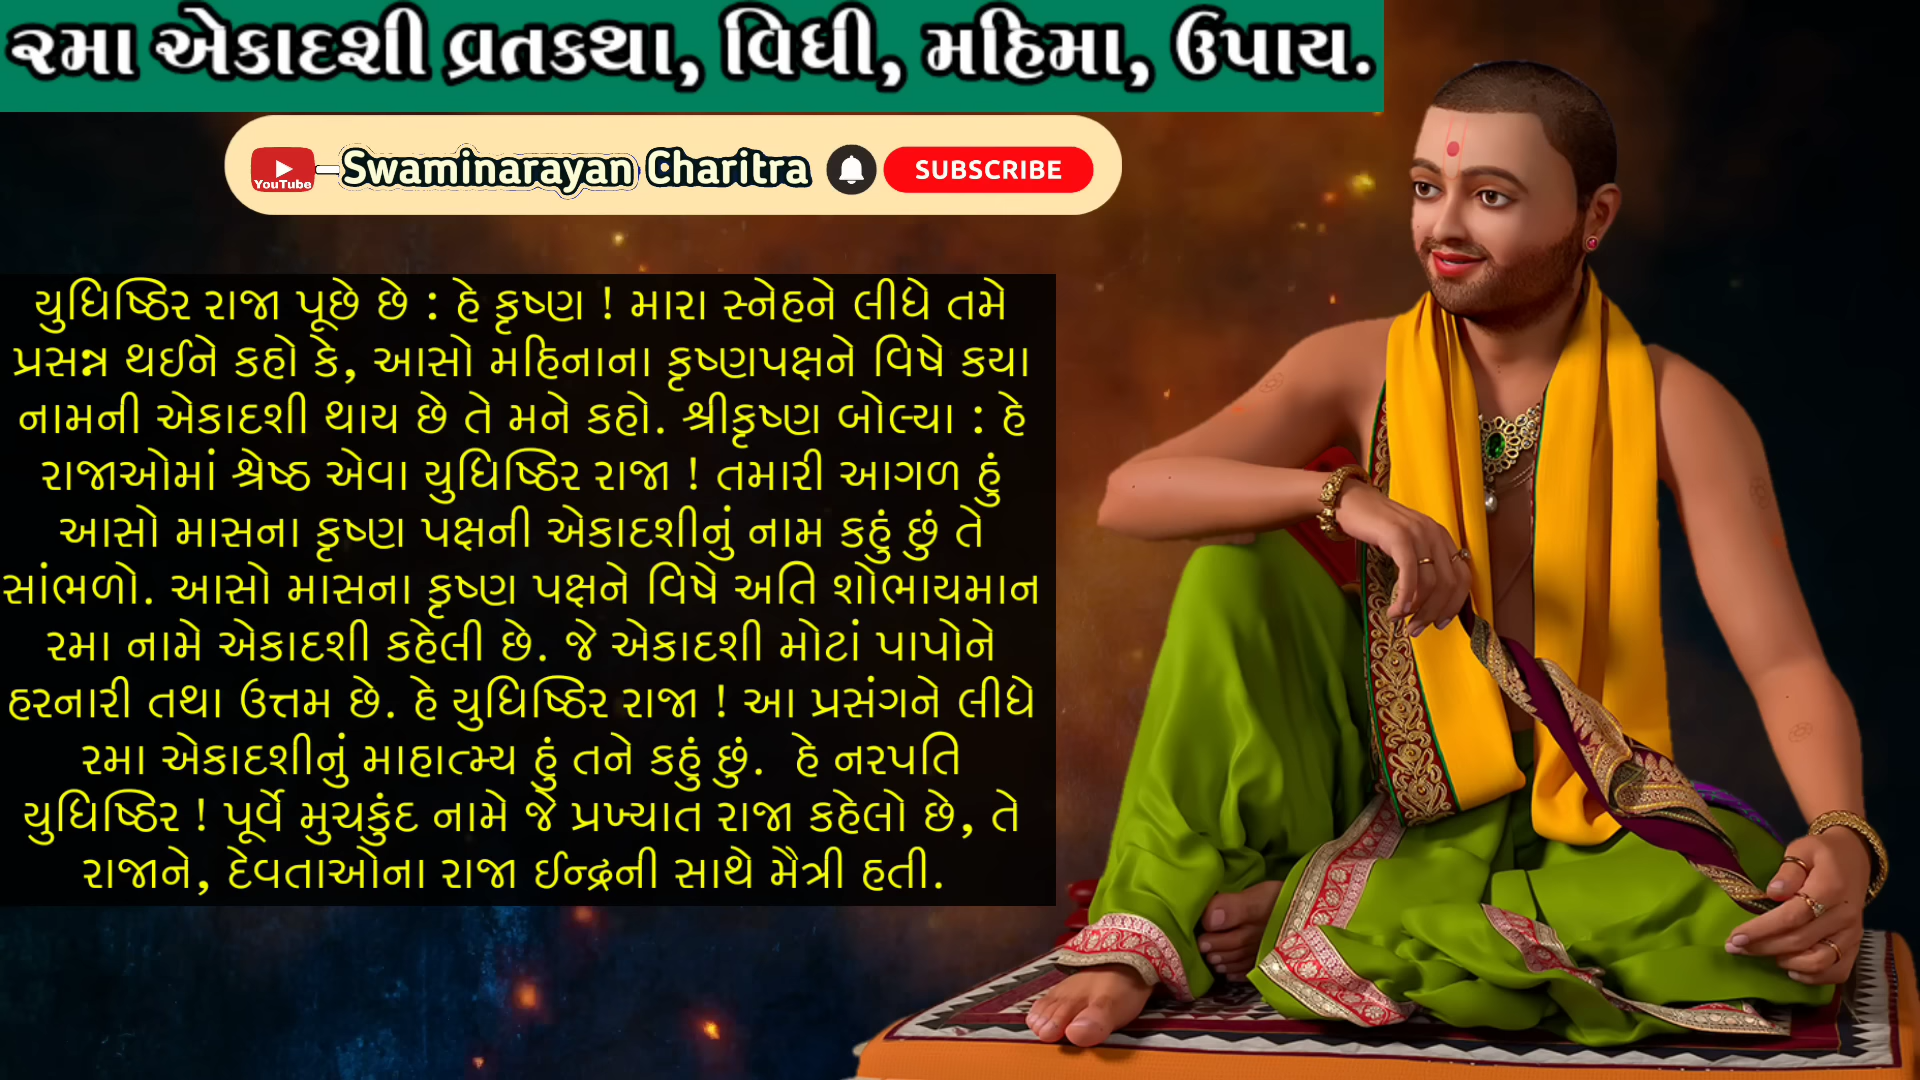 રમા એકાદશી વ્રતકથા, વિધી, મહિમા, ઉપાય.
YouTube
Swaminarayan Charitra
SUBSCRIBE
યુધિષ્ઠિર રાજા પૂછે છે : હે કૃષ્ણ ! મારા સ્નેહને લીધે તમે
પ્રસન્ન થઈને કહો કે, આસો મહિનાના કૃષ્ણપક્ષને વિષે કયા
નામની એકાદશી થાય છે તે મને કહો. શ્રીકૃષ્ણ બોલ્યા : હે
રાજાઓમાં શ્રેષ્ઠ એવા યુધિષ્ઠિર રાજા ! તમારી આગળ હું
આસો માસના કૃષ્ણ પક્ષની એકાદશીનું નામ કહું છું તે
સાંભળો. આસો માસના કૃષ્ણ પક્ષને વિષે અતિ શોભાયમાન
રમા નામે એકાદશી કહેલી છે. જે એકાદશી મોટાં પાપોને
હરનારી તથા ઉત્તમ છે. હે યુધિષ્ઠિર રાજા ! આ પ્રસંગને લીધે
રમા એકાદશીનું માહાત્મ્ય હું તને કહું છું. હે નરપતિ
યુધિષ્ઠિર ! પૂર્વે મુચ્કુંદ નામે જે પ્રખ્યાત રાજા કહેલો છે, તે
રાજાને, દેવતાઓના રાજા ઈન્દ્રની સાથે મૈત્રી હતી.